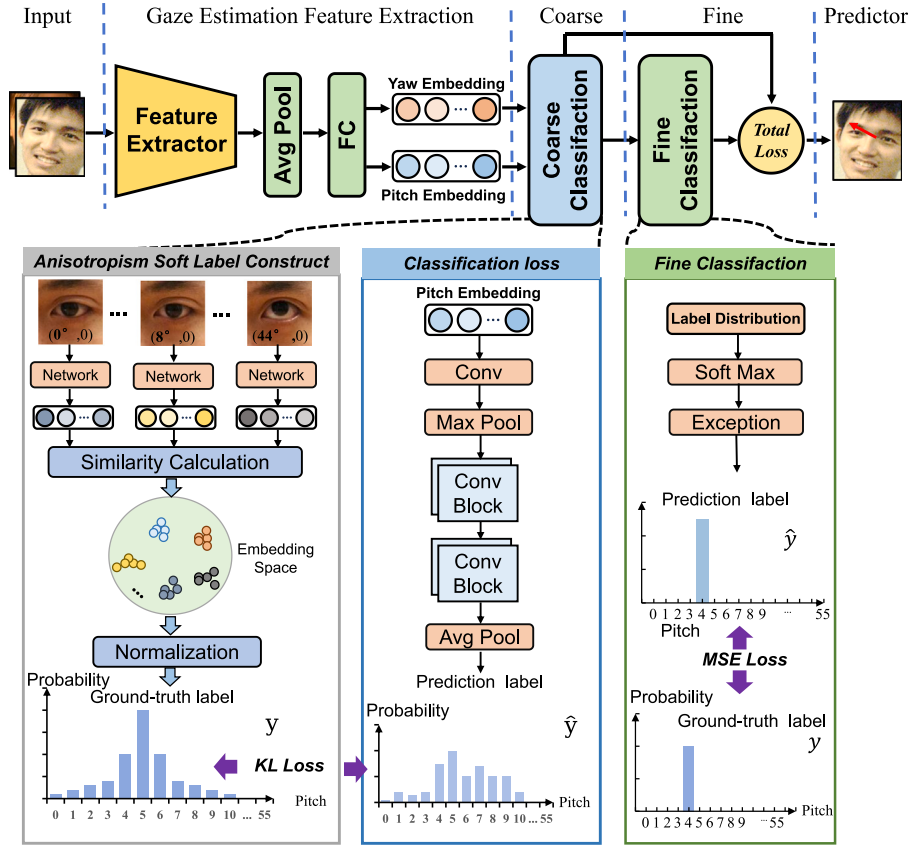 Input
Gaze Estimation Feature Extraction
Coarse
Fine
Predictor
Feature
Extractor
Avg Pool
FC
Yaw Embedding
...
Pitch Embedding
...
Coarse
Classifaction
Fine
Classifaction
Total
Loss
Anisotropism Soft Label Construct
(0° ,0)
...
(8° ,0)
...
(44° ,0)
Network
Network
Network
...
...
...
Similarity Calculation
Embedding
Space
...
Normalization
Probability
Ground-truth label
y
Pitch
0 1 2 3 4 5 6 7 8 9 10 ... 55
KL Loss
Classification loss
Pitch Embedding
...
Conv
Max Pool
Conv
Block
Conv
Block
Avg Pool
Prediction label
Probability
ŷ
Pitch
0 1 2 3 4 5 6 7 8 9 10 ... 55
Fine Classifaction
Label Distribution
Soft Max
Exception
Prediction label
ŷ
0 1 2 3 4 5 6 7 8 9 ... 55
Pitch
MSE Loss
Probability
Ground-truth label
y
Pitch
0 1 2 3 4 5 6 7 8 9 ...55